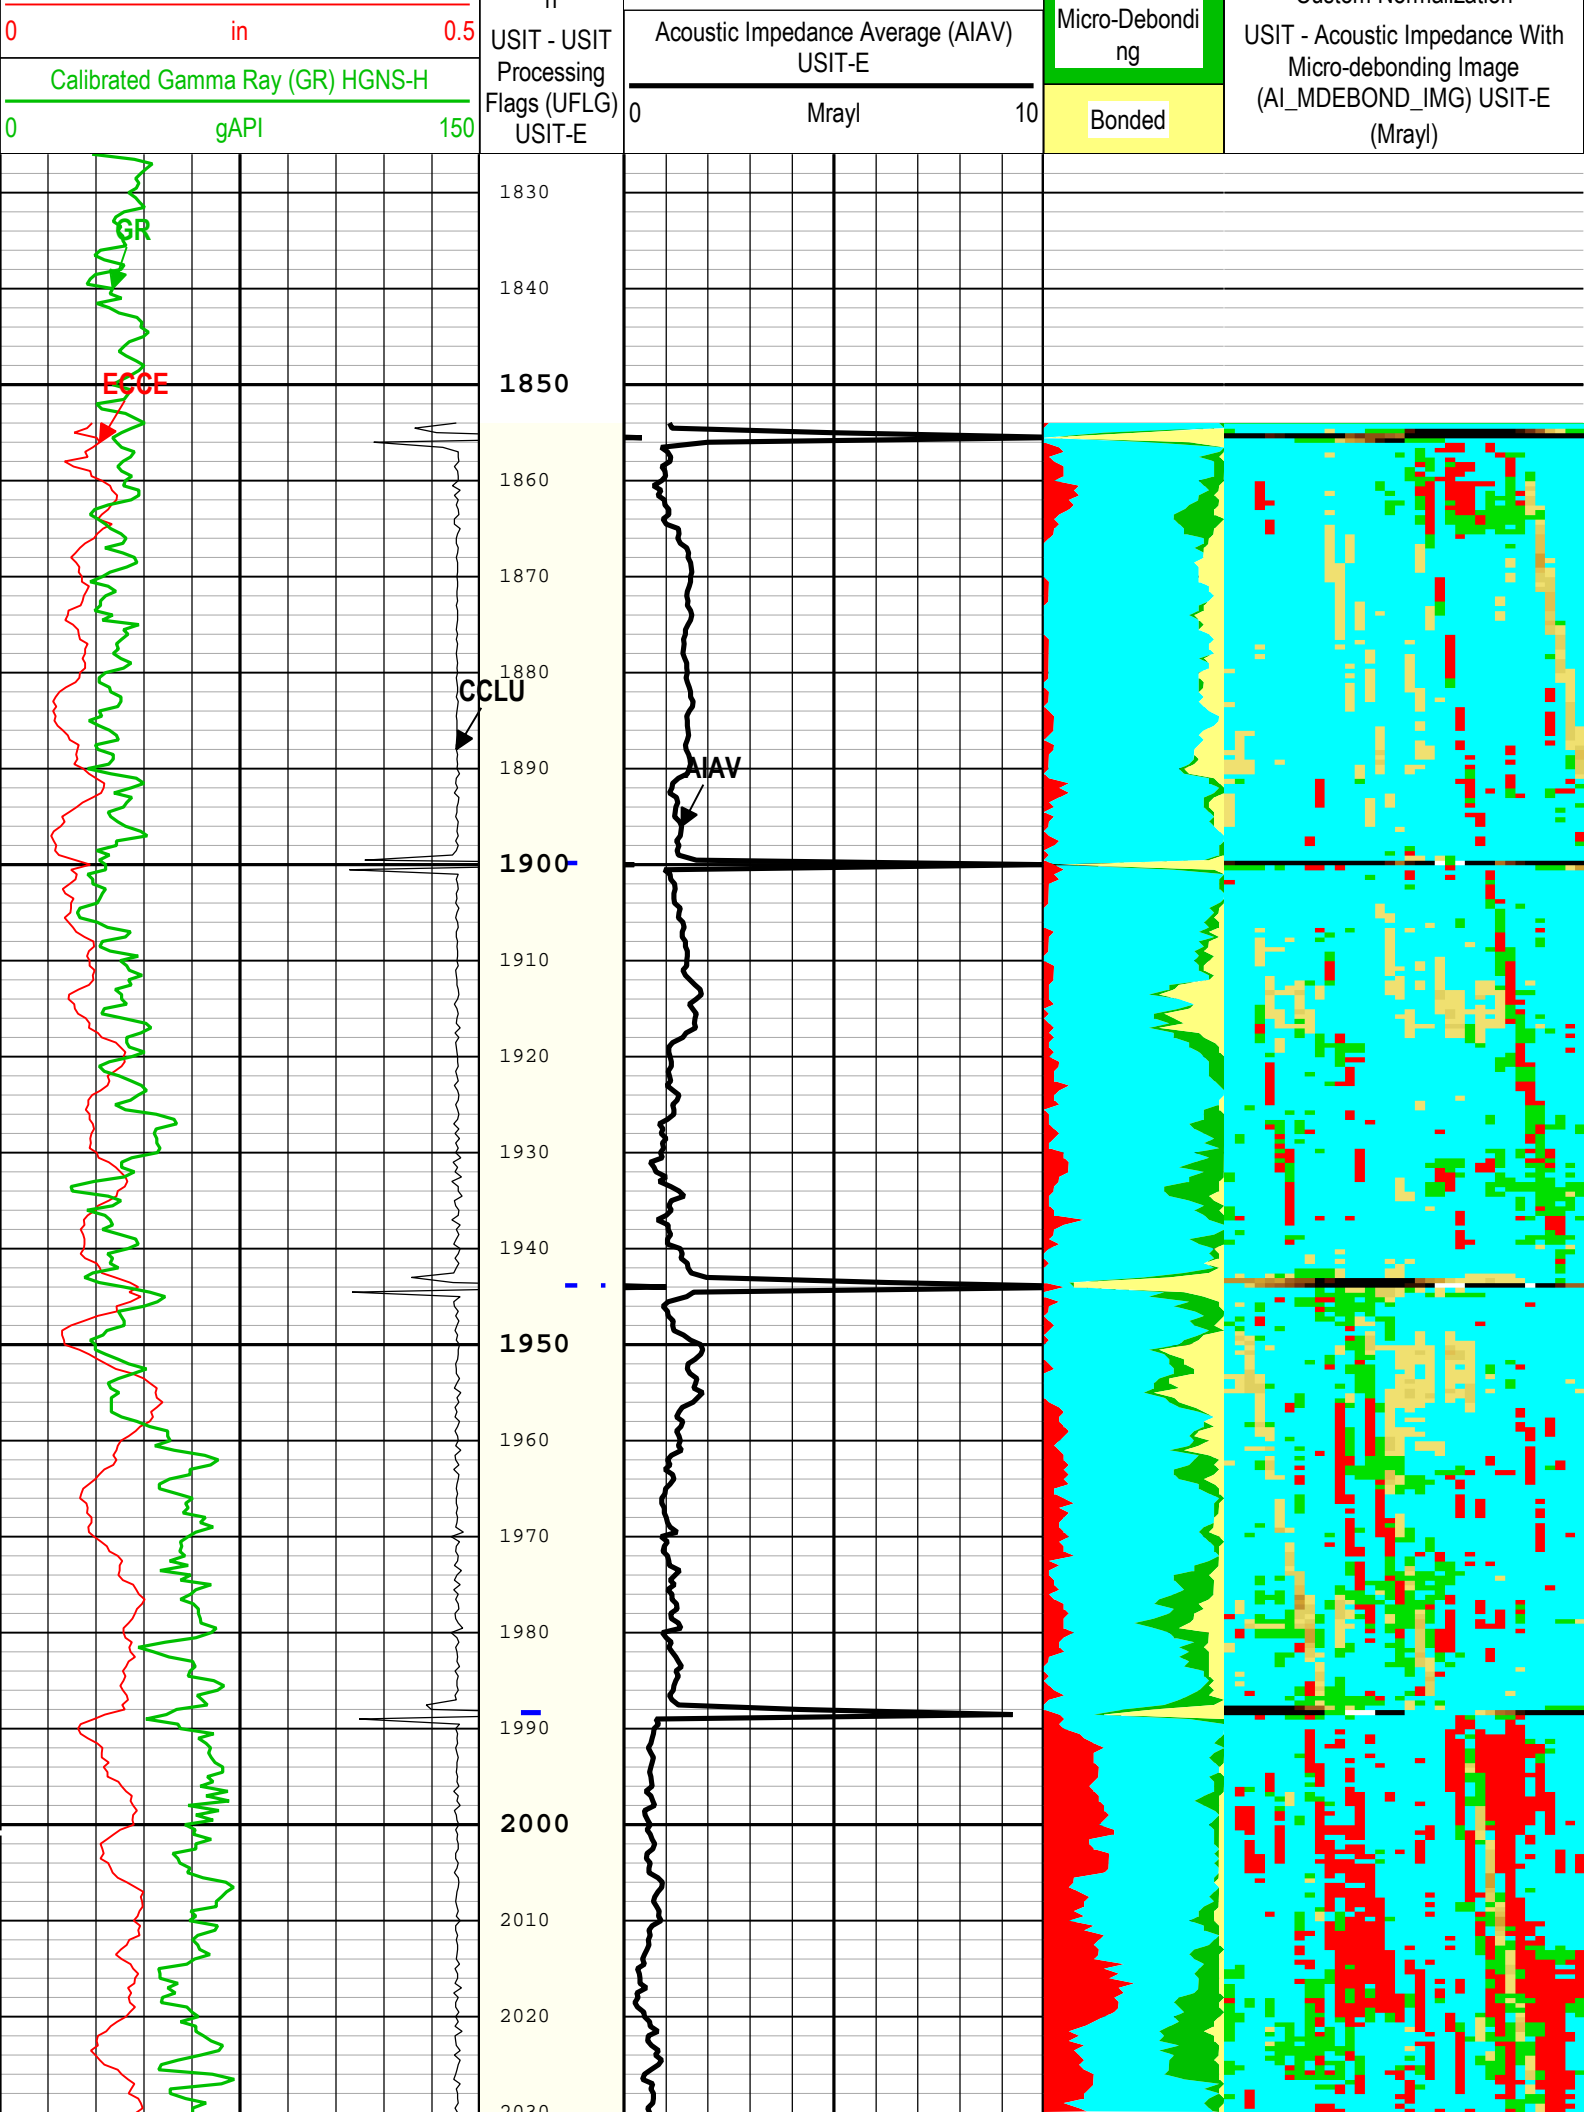 0 in 0.5
Calibrated Gamma Ray (GR) HGNS-H
0 gAPI 150
USIT - USIT
Processing
Flags (UFLG)
USIT-E
Acoustic Impedance Average (AIAV)
USIT-E
0 Mrayl 10
Micro-Debondi
ng
Bonded
USIT - Acoustic Impedance With
Micro-debonding Image
(AI_MDEBOND_IMG) USIT-E
(Mrayl)
1830
GR
1840
ECCE
1850
1860
1870
1880
CCLU
1890
AIAV
1900
1910
1920
1930
1940
1950
1960
1970
1980
1990
2000
2010
2020
2030